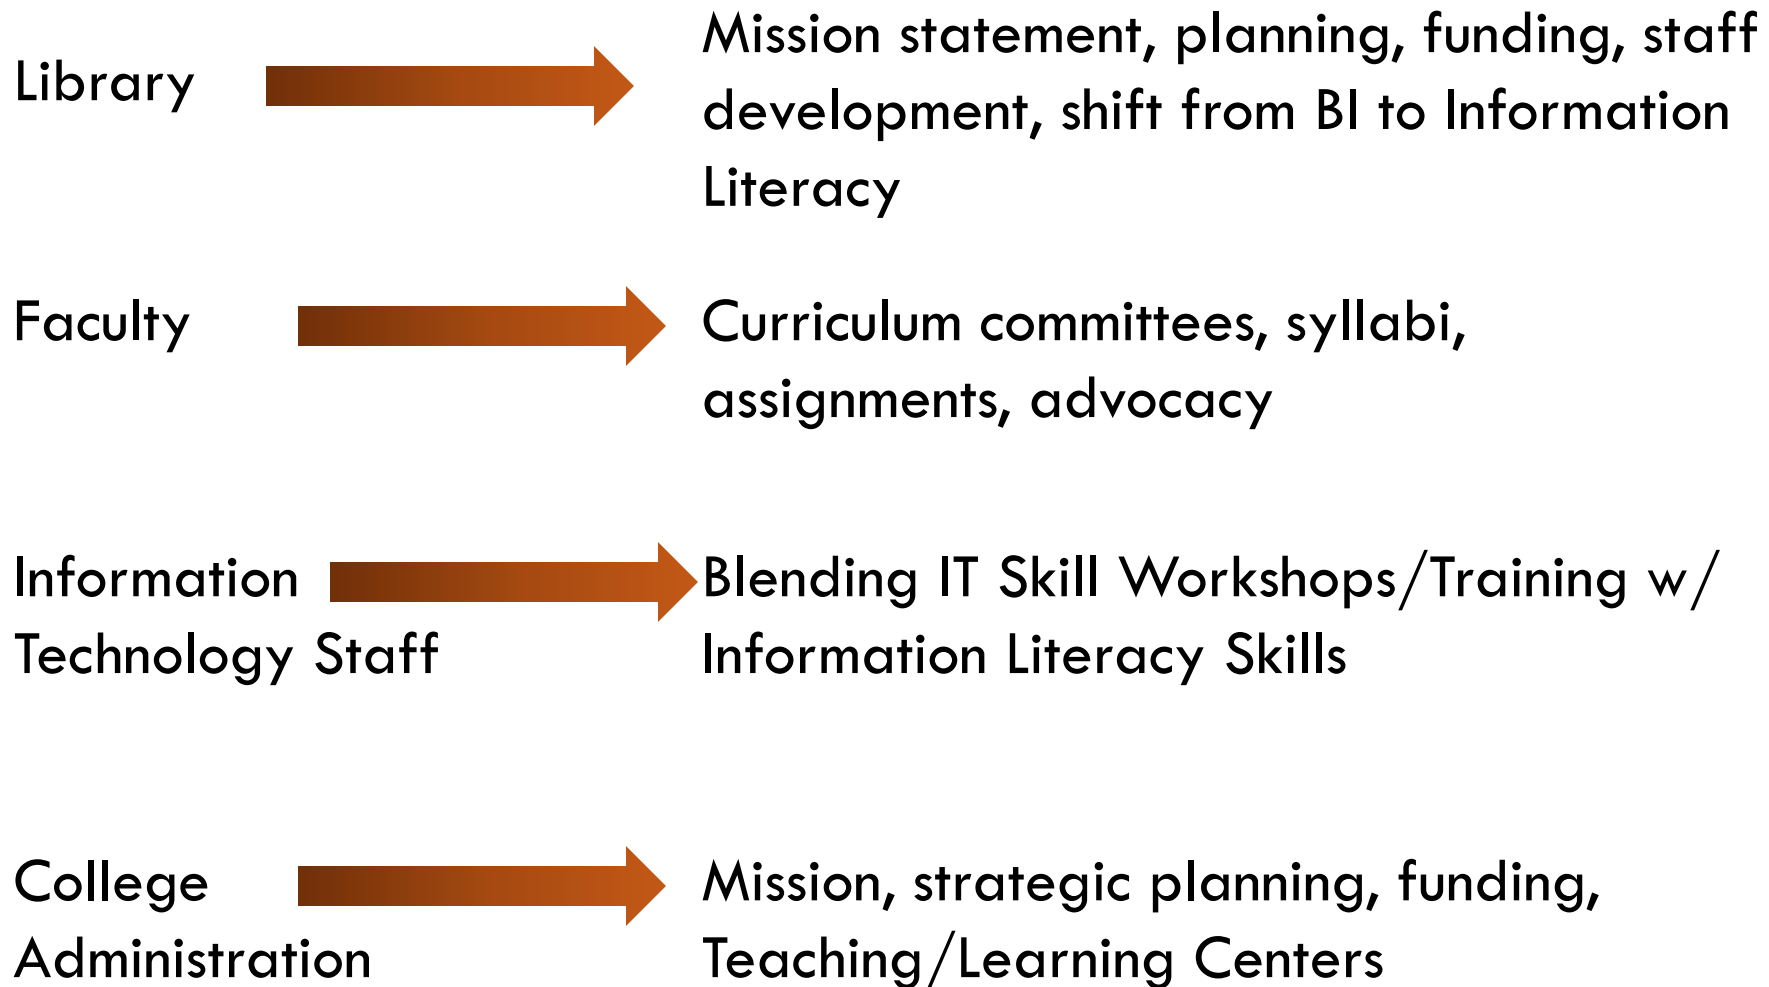 Library
Mission statement, planning, funding, staff
development, shift from BI to Information
Literacy
Faculty
Curriculum committees, syllabi,
assignments, advocacy
Information
Technology Staff
Blending IT Skill Workshops/Training w/
Information Literacy Skills
College
Administration
Mission, strategic planning, funding,
Teaching/Learning Centers